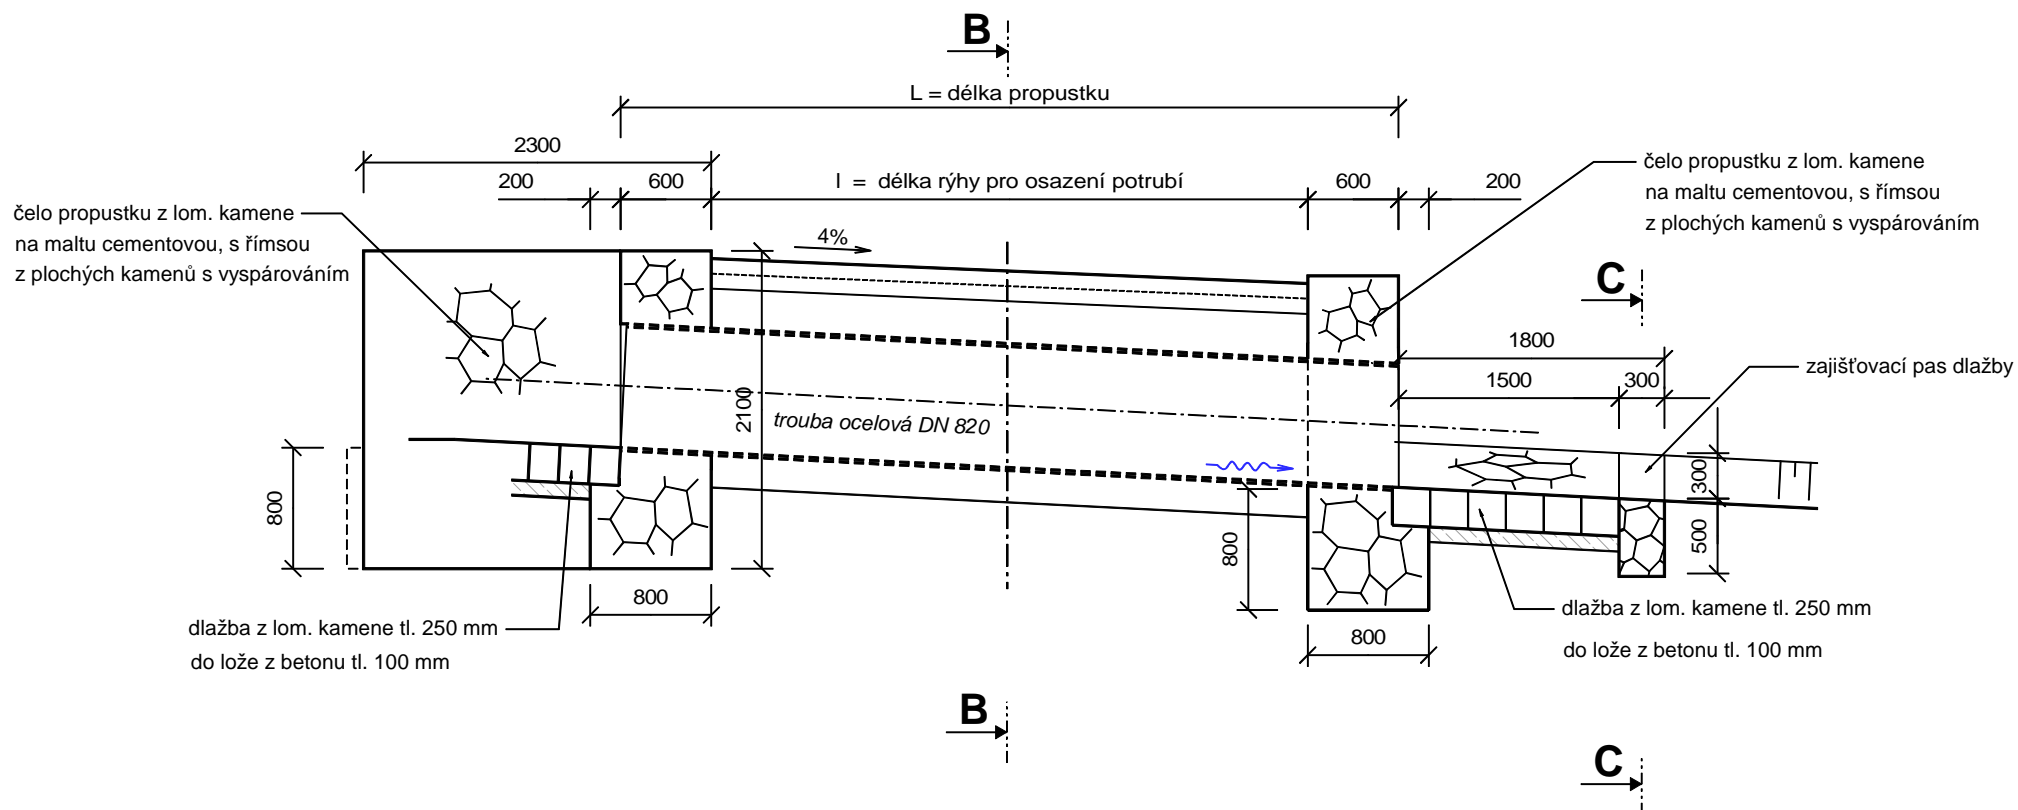 B
L = délka propustku
2300
200
600
l = délka rýhy pro osazení potrubí
600
200
čelo propustku z lom. kamene
na maltu cementovou, s římsou
z plochých kamenů s vyspárováním
čelo propustku z lom. kamene
na maltu cementovou, s římsou
z plochých kamenů s vyspárováním
4%
C
1800
1500
300
zajišťovací pas dlažby
2100
trouba ocelová DN 820
300
800
800
500
800
dlažba z lom. kamene tl. 250 mm
do lože z betonu tl. 100 mm
800
dlažba z lom. kamene tl. 250 mm
do lože z betonu tl. 100 mm
B
C